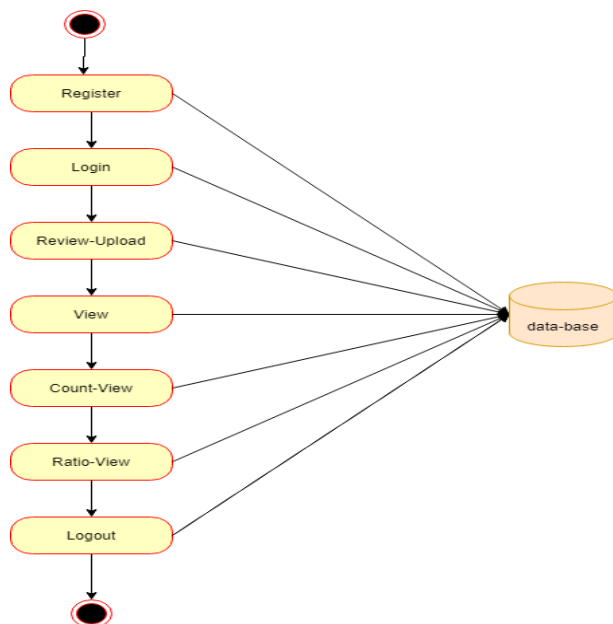 Register
Login
Review-Upload
View
data-base
Count-View
Ratio-View
Logout